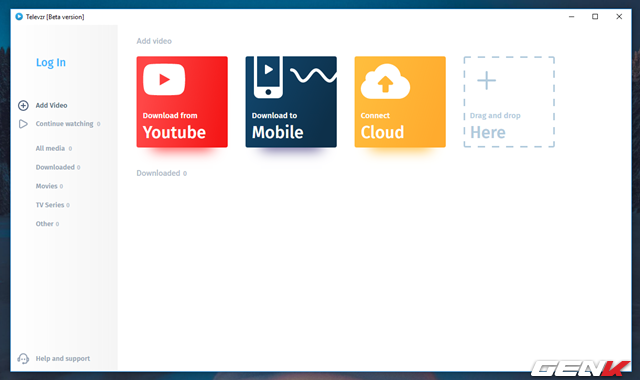 Televzr [Beta version]
Log In
Add Video
Continue watching 0
All media 0
Downloaded 0
Movies 0
TV Series 0
Other 0
Help and support
Add video
Download from
Youtube
Download to
Mobile
Connect
Cloud
Drag and drop
Here
Downloaded 0
GENK